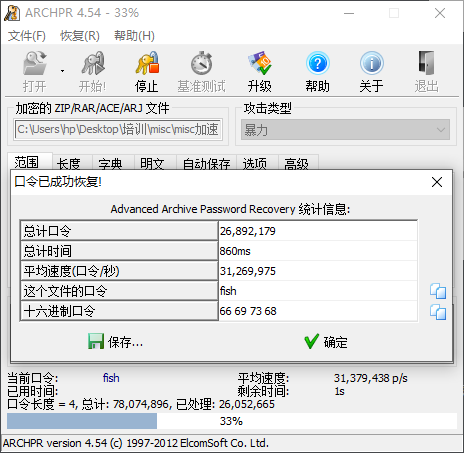 ARCHPR 4.54 - 33%
文件(F) 恢复(R) 帮助(H)
打开 开始! 停止 基准测试 升级 帮助 关于 退出
加密的 ZIP/RAR/ACE/ARJ 文件 攻击类型
C:\Users\hp\Desktop\培训\misc\misc加速 暴力
范围 长度 字典 明文 自动保存 选项 高级
口令已成功恢复!
Advanced Archive Password Recovery 统计信息:
总计口令 26,892,179
总计时间 860ms
平均速度(口令/秒) 31,269,975
这个文件的口令 fish
十六进制口令 66 69 73 68
保存... 确定
当前口令: fish 平均速度: 31,379,438 p/s
已用时间: 剩余时间: 1s
口令长度 = 4, 总计: 78,074,896, 已处理: 26,052,665
33%
ARCHPR version 4.54 (c) 1997-2012 ElcomSoft Co. Ltd.